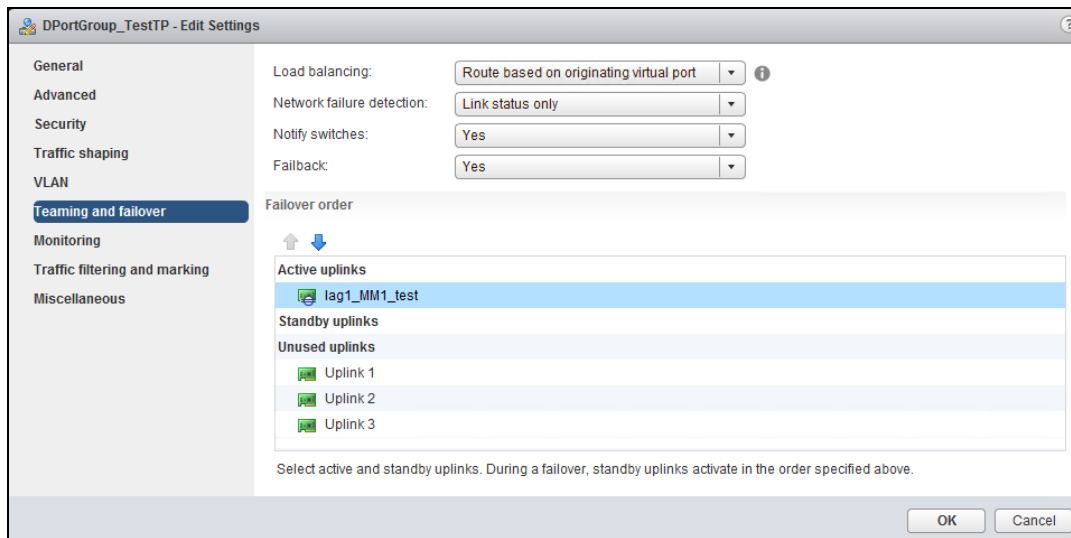 DPortGroup_TestTP - Edit Settings
?
General
Advanced
Security
Traffic shaping
VLAN
Teaming and failover
Monitoring
Traffic filtering and marking
Miscellaneous
Load balancing: Route based on originating virtual port
Network failure detection: Link status only
Notify switches: Yes
Failback: Yes
Failover order
Active uplinks
lag1_MM1_test
Standby uplinks
Unused uplinks
Uplink 1
Uplink 2
Uplink 3
Select active and standby uplinks. During a failover, standby uplinks activate in the order specified above.
OK Cancel